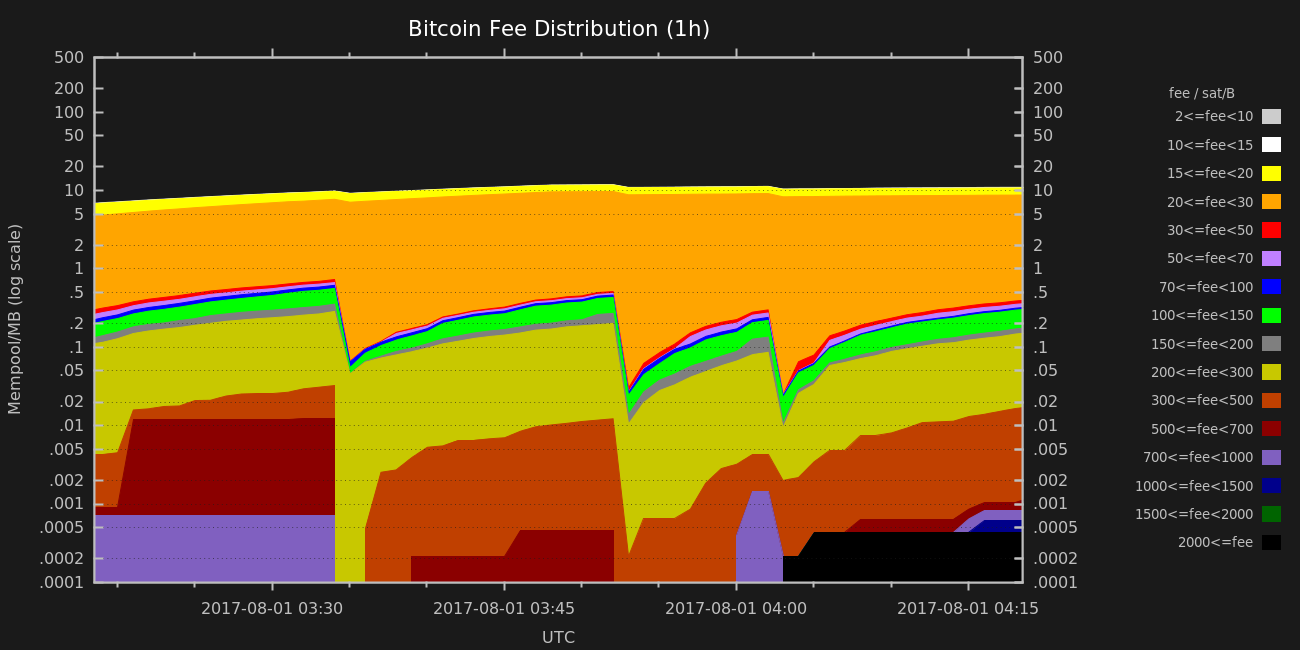 Bitcoin Fee Distribution (1h)
Mempool/MB (log scale)
500
200
100
50
20
10
5
2
1
.5
.2
.1
.05
.02
.01
.005
.002
.001
.0005
.0002
.0001
500
200
100
50
20
10
5
2
1
.5
.2
.1
.05
.02
.01
.005
.002
.001
.0005
.0002
.0001
2017-08-01 03:30
2017-08-01 03:45
2017-08-01 04:00
2017-08-01 04:15
UTC
fee / sat/B
2<=fee<10
10<=fee<15
15<=fee<20
20<=fee<30
30<=fee<50
50<=fee<70
70<=fee<100
100<=fee<150
150<=fee<200
200<=fee<300
300<=fee<500
500<=fee<700
700<=fee<1000
1000<=fee<1500
1500<=fee<2000
2000<=fee